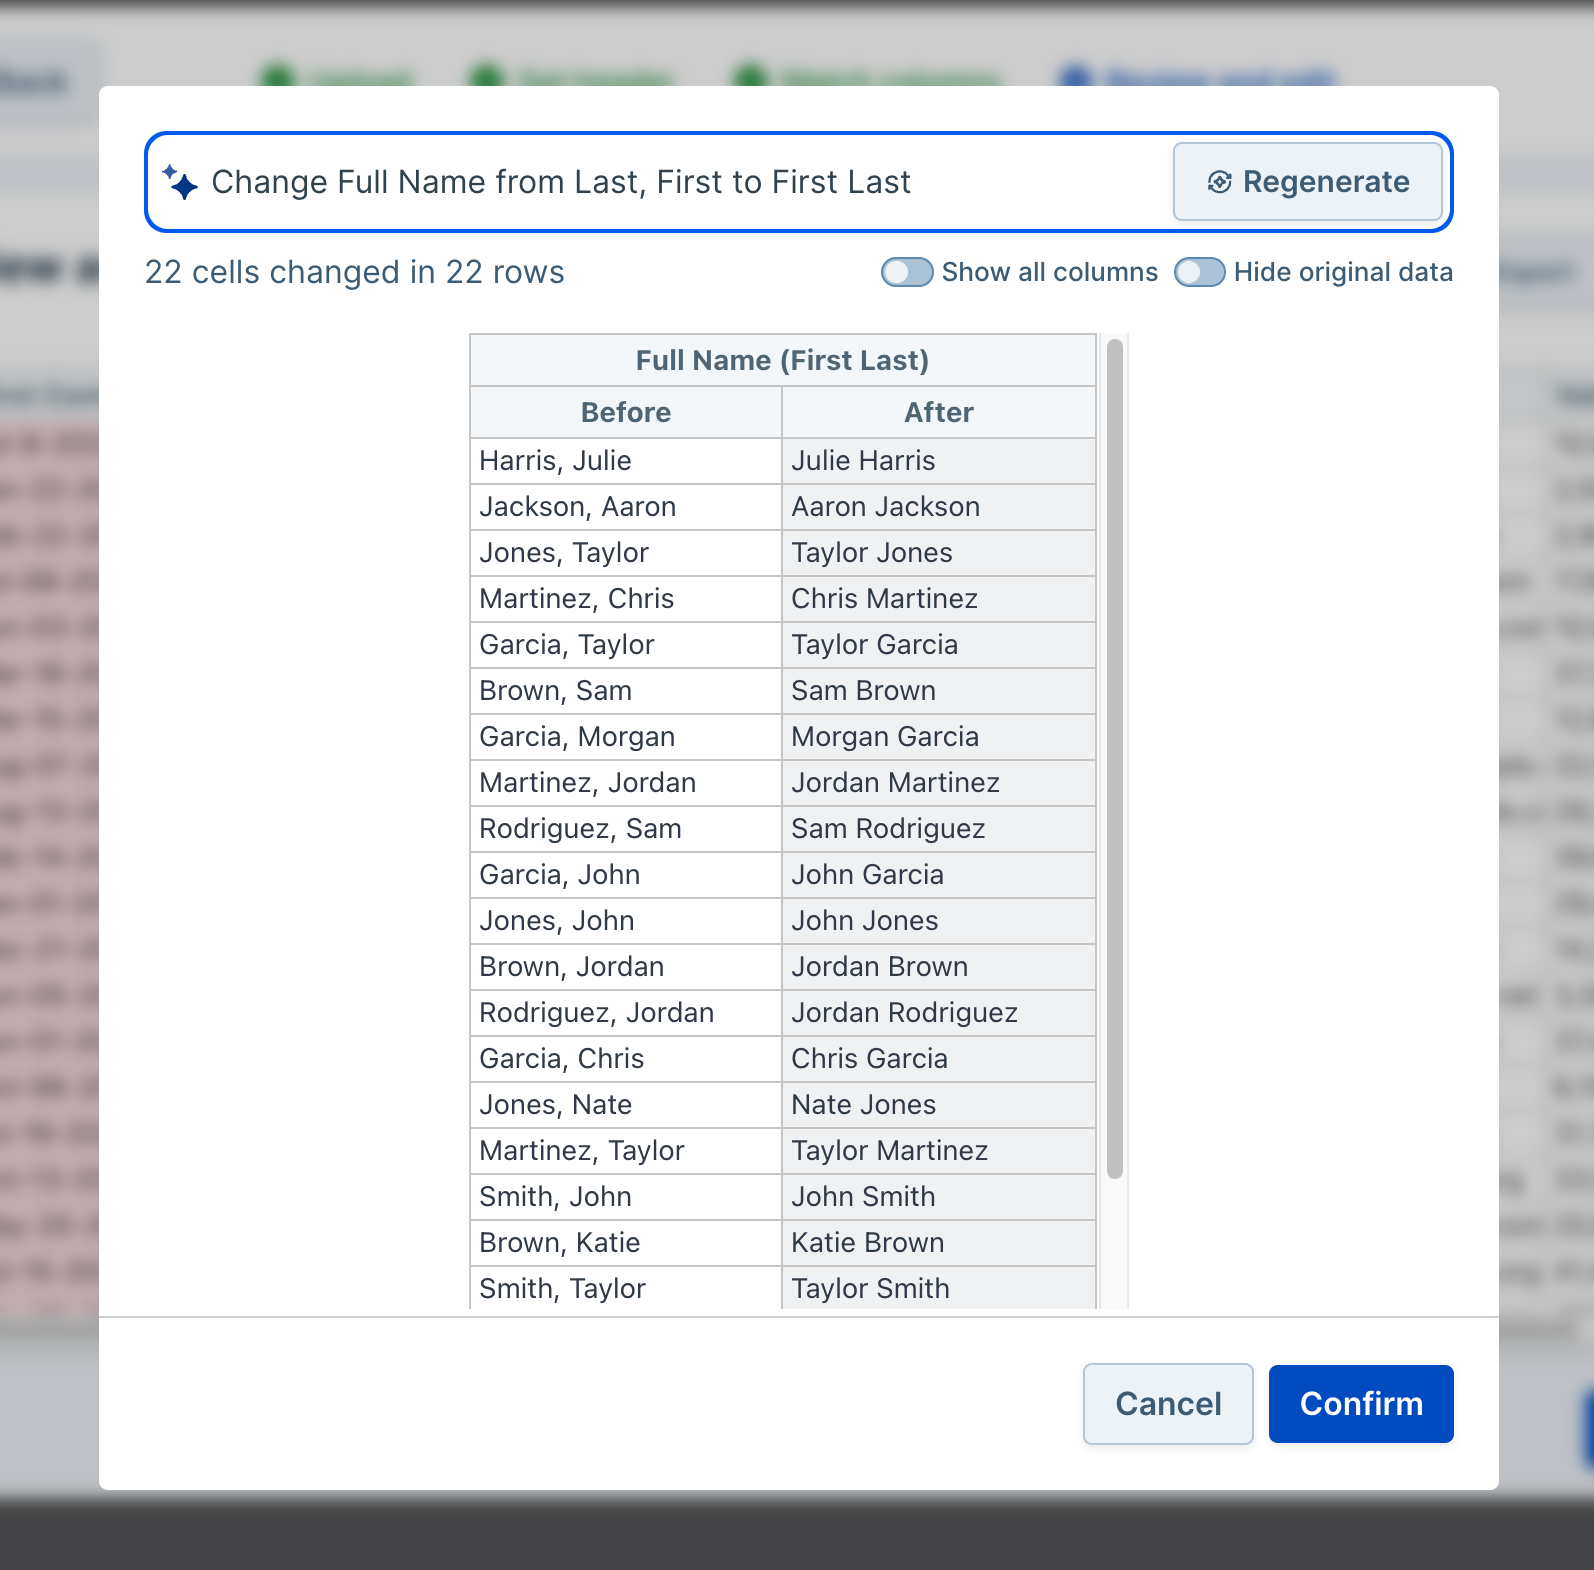 Change Full Name from Last, First to First Last
Regenerate
22 cells changed in 22 rows
Show all columns
Hide original data
Full Name (First Last)
Before After
Harris, Julie Julie Harris
Jackson, Aaron Aaron Jackson
Jones, Taylor Taylor Jones
Martinez, Chris Chris Martinez
Garcia, Taylor Taylor Garcia
Brown, Sam Sam Brown
Garcia, Morgan Morgan Garcia
Martinez, Jordan Jordan Martinez
Rodriguez, Sam Sam Rodriguez
Garcia, John John Garcia
Jones, John John Jones
Brown, Jordan Jordan Brown
Rodriguez, Jordan Jordan Rodriguez
Garcia, Chris Chris Garcia
Jones, Nate Nate Jones
Martinez, Taylor Taylor Martinez
Smith, John John Smith
Brown, Katie Katie Brown
Smith, Taylor Taylor Smith
Cancel
Confirm